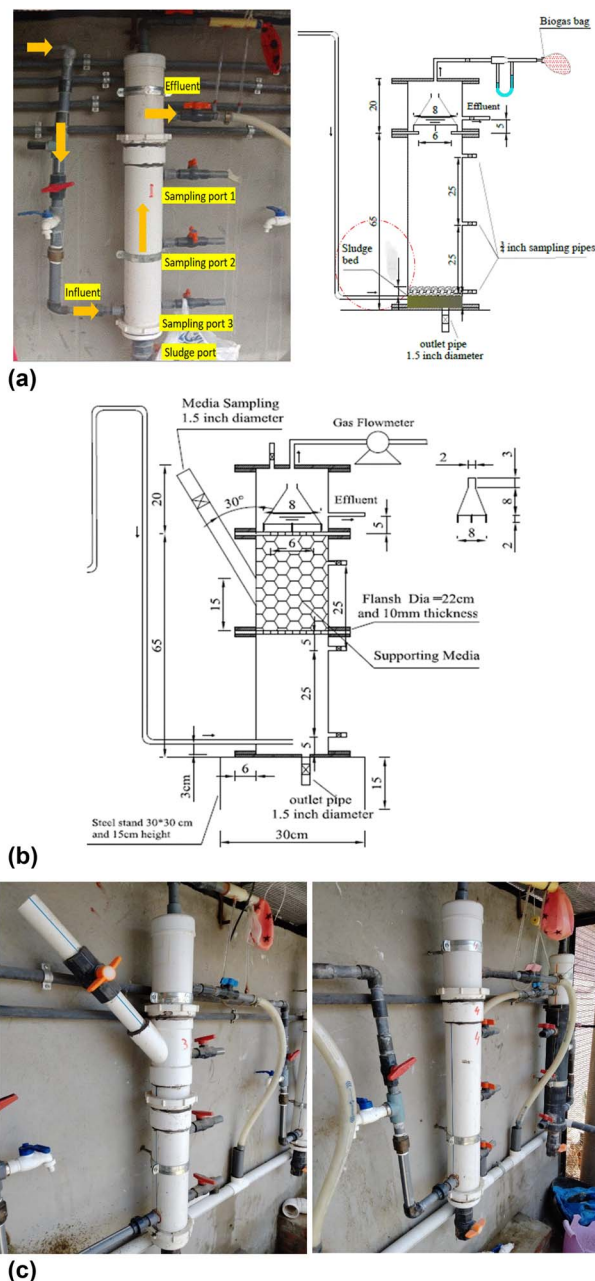 Effluent
Sampling port 1
Sampling port 2
Influent
Sampling port 3
Sludge port
Biogas bag
20
8
6
Effluent
5
25
65
Sludge
bed
25
¾ inch sampling pipes
outlet pipe
1.5 inch diameter
(a)
Media Sampling
1.5 inch diameter
Gas Flowmeter
20
30°
8
Effluent
5
6
15
25
Flansh Dia =22cm
and 10mm thickness
65
5
Supporting Media
25
5
3cm
6
outlet pipe
1.5 inch diameter
15
Steel stand 30*30 cm
and 15cm height
30cm
2
3
8
8
2
(b)
3
4
(c)